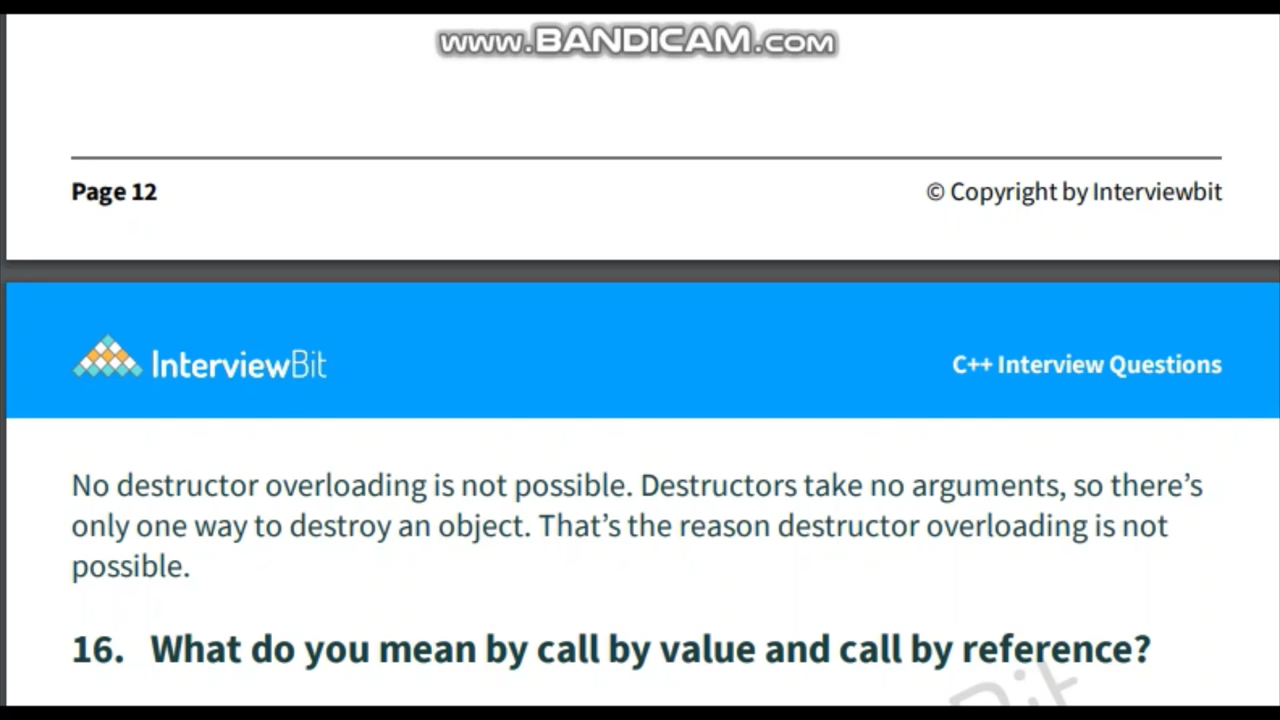 www.BANDICAM.com
Page 12
© Copyright by Interviewbit
InterviewBit
C++ Interview Questions
No destructor overloading is not possible. Destructors take no arguments, so there’s
only one way to destroy an object. That’s the reason destructor overloading is not
possible.
16. What do you mean by call by value and call by reference?